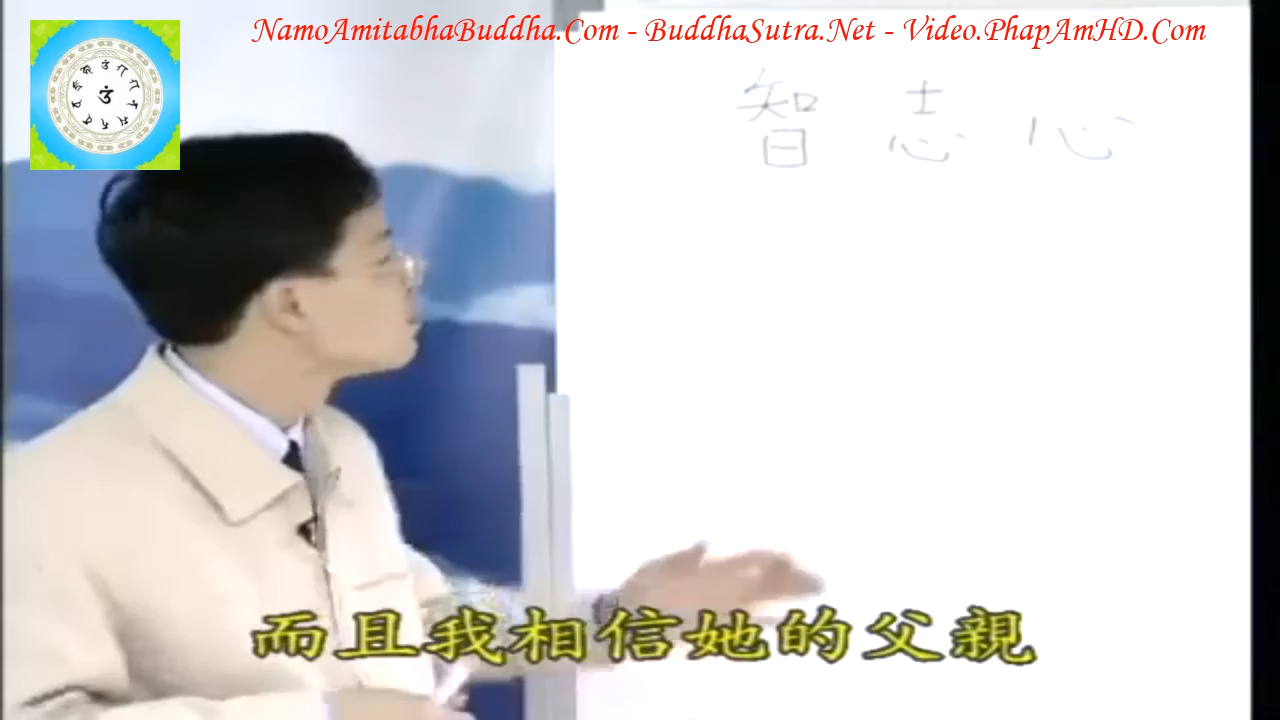 NamoAmitabhaBuddha.Com - BuddhaSutra.Net - Video.PhapAmHD.Com
智 志 心
而且我相信她的父親